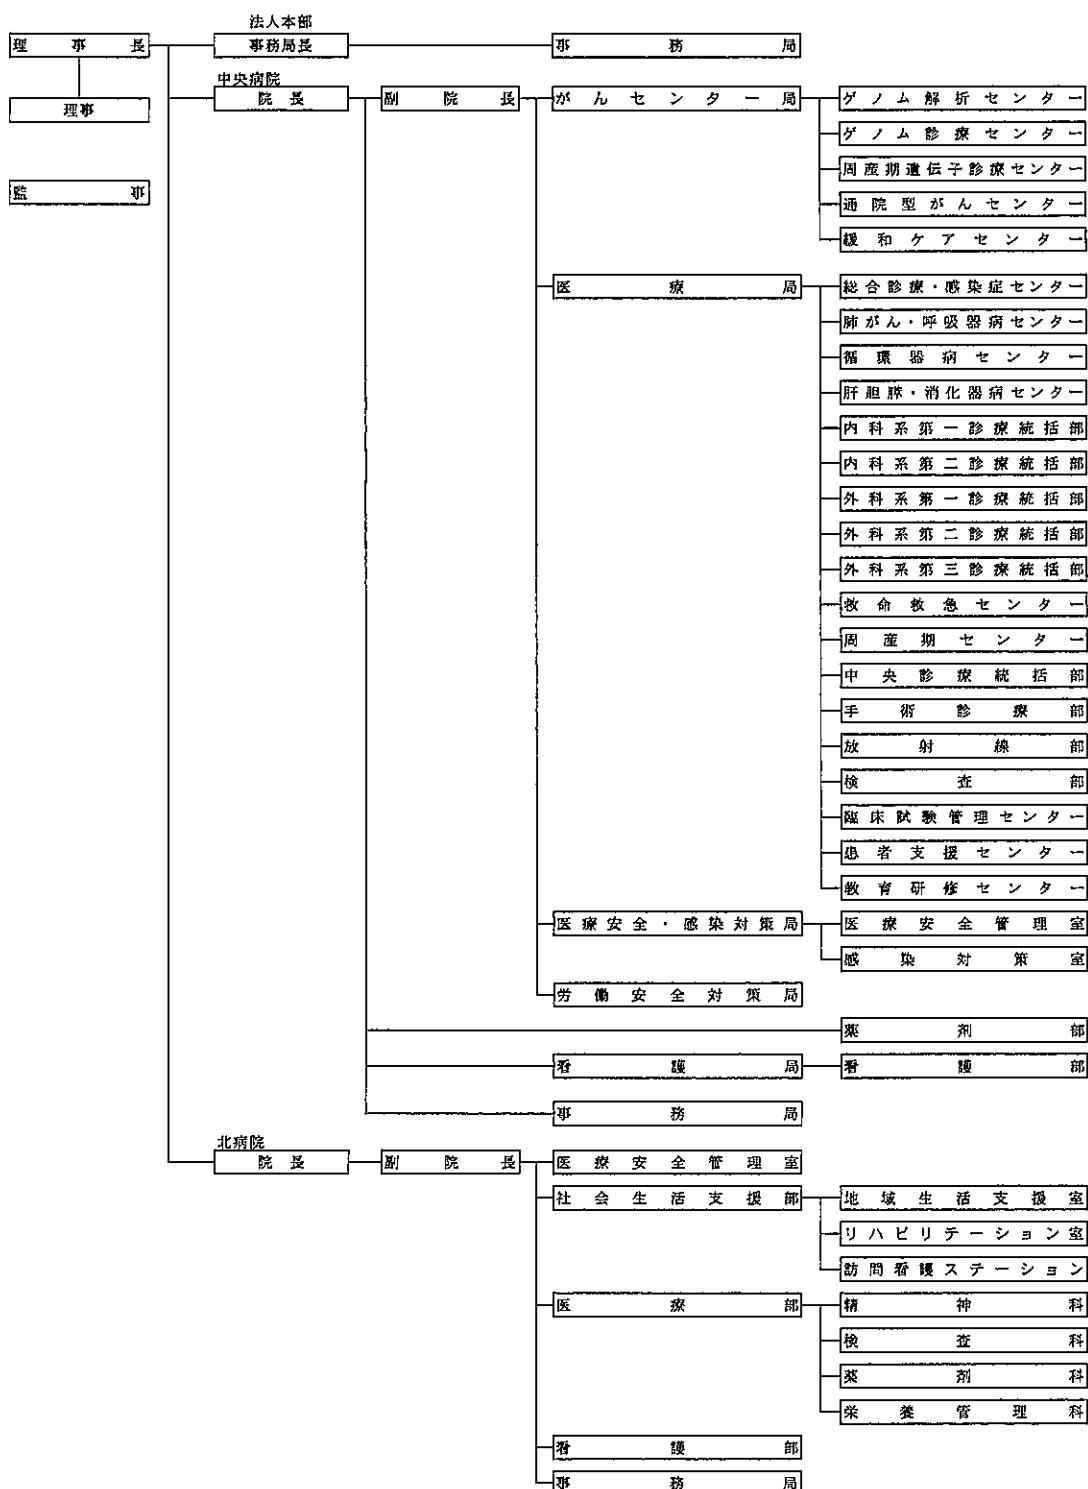 法人本部
理事長 事務局長 事務局
中央病院
院長 副院長 がんセンター局 ゲノム解析センター
理事
ゲノム診療センター
周産期遺伝子診療センター
監事
通院型がんセンター
緩和ケアセンター
医療局 総合診療・感染症センター
肺がん・呼吸器病センター
循環器病センター
肝胆膵・消化器病センター
内科系第一診療統括部
内科系第二診療統括部
外科系第一診療統括部
外科系第二診療統括部
外科系第三診療統括部
救命救急センター
周産期センター
中央診療統括部
手術診療部
放射線部
検査部
臨床試験管理センター
患者支援センター
教育研修センター
医療安全・感染対策局 医療安全管理室
感染対策室
労働安全対策局
薬剤部
看護局 看護部
事務局
北病院
院長 副院長 医療安全管理室
社会生活支援部 地域生活支援室
リハビリテーション室
訪問看護ステーション
医療部 精神科
検査科
薬剤科
栄養管理科
看護部
事務局